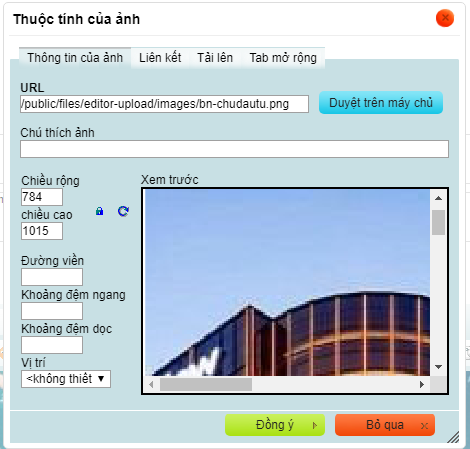 Thuộc tính của ảnh
Thông tin của ảnh
Liên kết
Tải lên
Tab mở rộng
URL
/public/files/editor-upload/images/bn-chudautu.png
Duyệt trên máy chủ
Chú thích ảnh
Chiều rộng
784
chiều cao
1015
Đường viền
Khoảng đệm ngang
Khoảng đệm dọc
Vị trí
<không thiết
Xem trước
Đồng ý
Bỏ qua